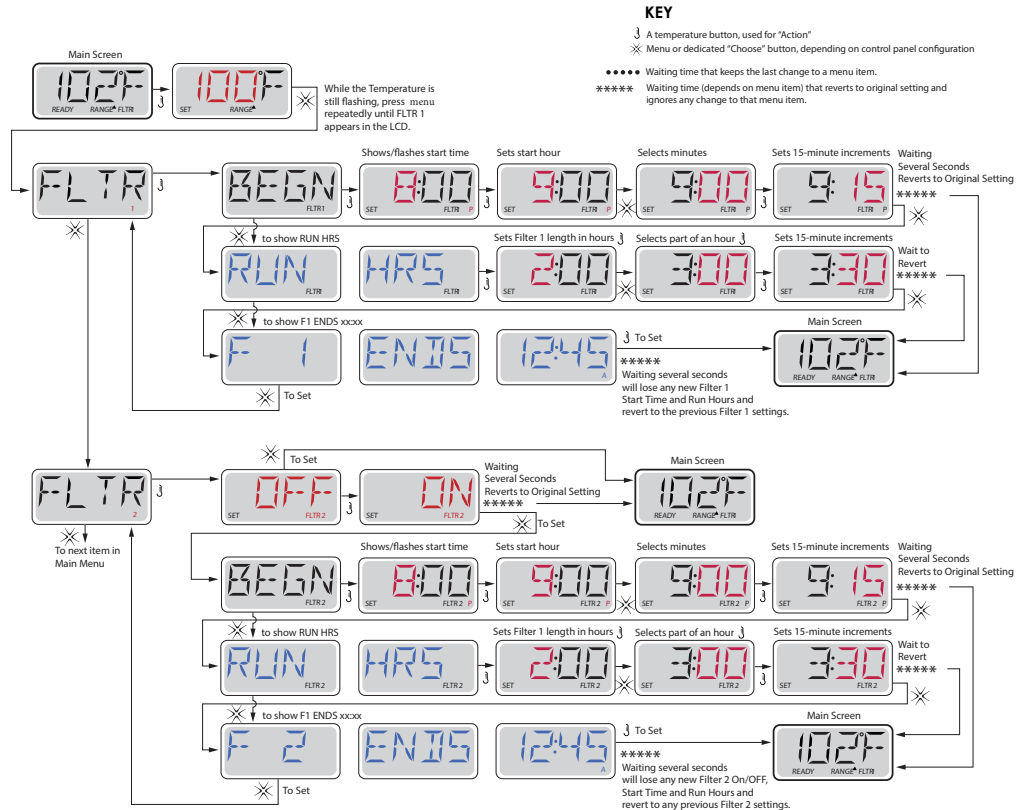 KEY
A temperature button, used for “Action”
Menu or dedicated “Choose” button, depending on control panel configuration
••••• Waiting time that keeps the last change to a menu item.
***** Waiting time (depends on menu item) that reverts to original setting and
ignores any change to that menu item.
Main Screen
102°F
READY RANGE FLTR1
100°F
SET RANGE
While the Temperature is
still flashing, press menu
repeatedly until FLTR 1
appears in the LCD.
Shows/flashes start time
Sets start hour
Selects minutes
Sets 15-minute increments
Waiting
Several Seconds
Reverts to Original Setting
*****
FLTR
1
BEGN
FLTR1
8:00
SET FLTR1 P
9:00
SET FLTR1 P
9:00
SET FLTR1 P
9:15
SET FLTR1 P
to show RUN HRS
Sets Filter 1 length in hours
Selects part of an hour
Sets 15-minute increments
Wait to
Revert
*****
RUN
FLTR1
HRS
2:00
SET FLTR1
3:00
SET FLTR1
3:30
SET FLTR1
to show F1 ENDS xx:xx
F 1
ENDS
12:45
A
To Set
*****
Waiting several seconds
will lose any new Filter 1
Start Time and Run Hours and
revert to the previous Filter 1 settings.
Main Screen
102°F
READY RANGE FLTR1
To Set
To Set
FLTR
2
OFF
SET FLTR 2
ON
SET FLTR 2
Waiting
Several Seconds
Reverts to Original Setting
*****
Main Screen
102°F
READY RANGE FLTR1
To Set
To next item in
Main Menu
Shows/flashes start time
Sets start hour
Selects minutes
Sets 15-minute increments
Waiting
Several Seconds
Reverts to Original Setting
*****
BEGN
FLTR 2
8:00
SET FLTR 2 P
9:00
SET FLTR 2 P
9:00
SET FLTR 2 P
9:15
SET FLTR 2 P
to show RUN HRS
Sets Filter 1 length in hours
Selects part of an hour
Sets 15-minute increments
Wait to
Revert
*****
RUN
FLTR 2
HRS
FLTR 2
2:00
SET FLTR 2
3:00
SET FLTR 2
3:30
SET FLTR 2
to show F1 ENDS xx:xx
F 2
ENDS
12:45
A
To Set
*****
Waiting several seconds
will lose any new Filter 2 On/OFF,
Start Time and Run Hours and
revert to any previous Filter 2 settings.
Main Screen
102°F
READY RANGE FLTR1
To Set